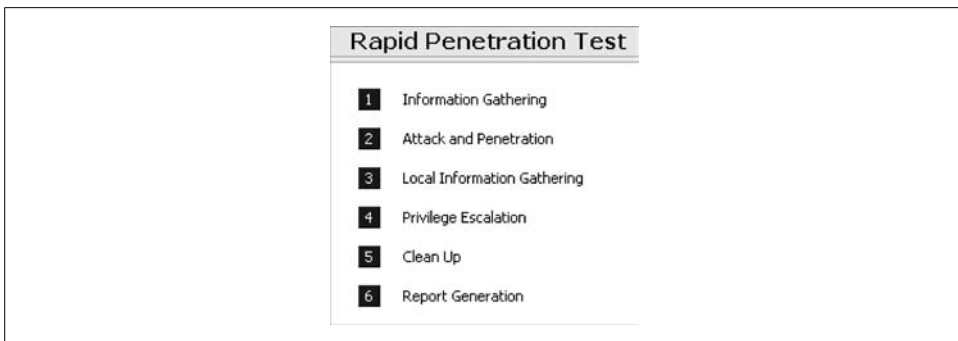 Rapid Penetration Test
1 Information Gathering
2 Attack and Penetration
3 Local Information Gathering
4 Privilege Escalation
5 Clean Up
6 Report Generation